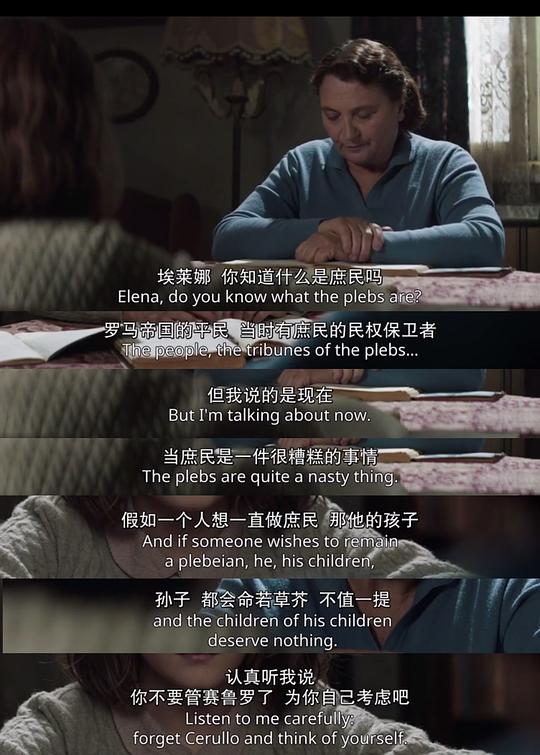 埃莱娜 你知道什么是庶民吗
Elena, do you know what the plebs are?
罗马帝国的平民 当时有庶民的民权保卫者
The people, the tribunes of the plebs...
但我说的是现在
But I'm talking about now.
当庶民是一件很糟糕的事情
The plebs are quite a nasty thing.
假如一个人想一直做庶民 那他的孩子
And if someone wishes to remain
a plebeian, he, his children,
孙子 都会命若草芥 不值一提
and the children of his children
deserve nothing.
认真听我说
你不要管赛鲁罗了 为你自己考虑吧
Listen to me carefully:
forget Cerullo and think of yourself.